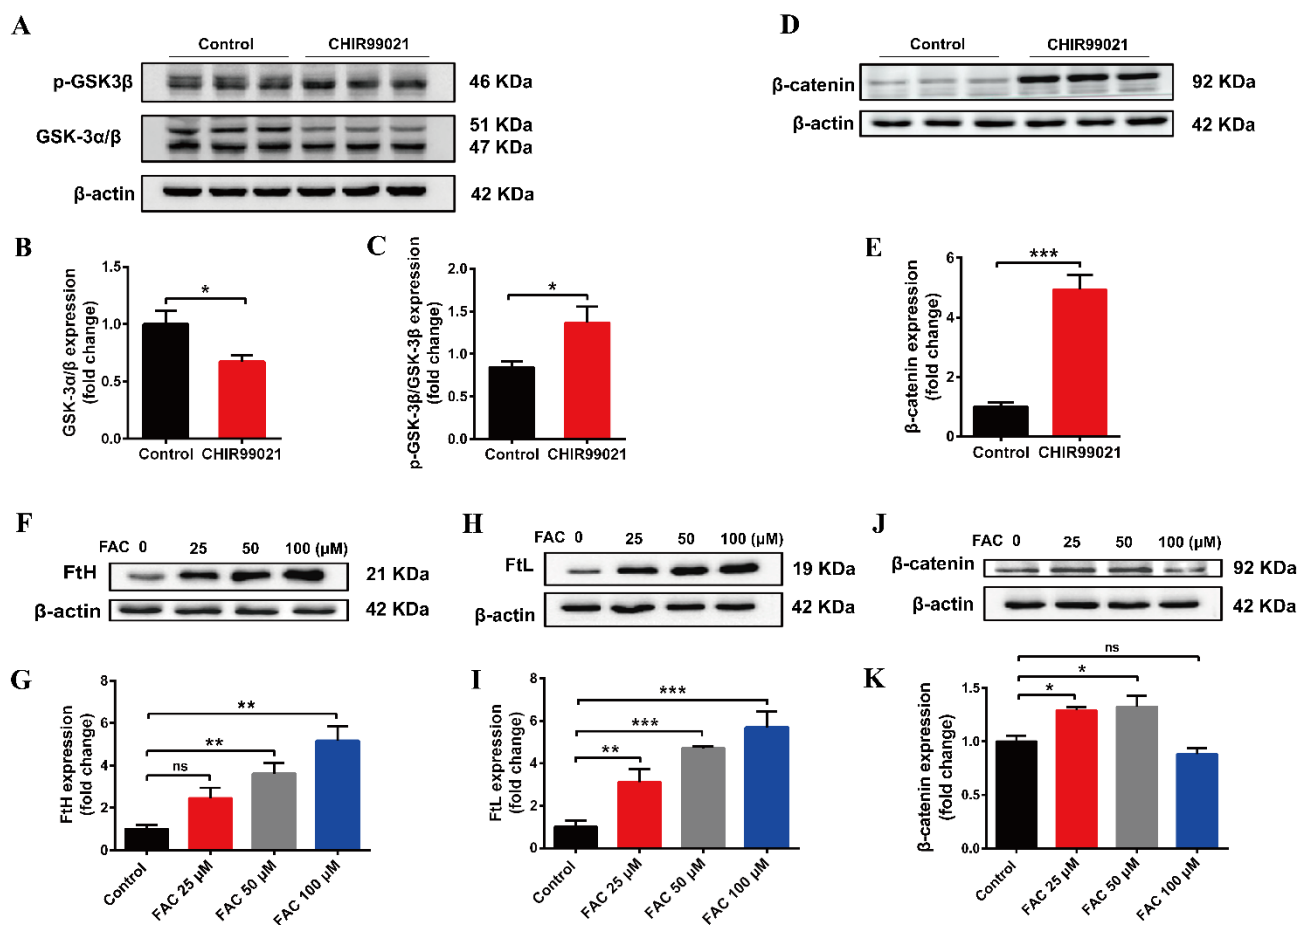 A
Control CHIR99021
p-GSK3β 46 KDa
GSK-3α/β 51 KDa
47 KDa
β-actin 42 KDa
D
Control CHIR99021
β-catenin 92 KDa
β-actin 42 KDa
B
GSK-3α/β expression
(fold change)
1.5
1.0
0.5
0.0
*
Control CHIR99021
C
p-GSK-3β/GSK-3β expression
(fold change)
2.0
1.5
1.0
0.5
0.0
*
Control CHIR99021
E
β-catenin expression
(fold change)
6
4
2
0
***
Control CHIR99021
F
FAC 0 25 50 100 (μM)
FtH 21 KDa
β-actin 42 KDa
H
FAC 0 25 50 100 (μM)
FtL 19 KDa
β-actin 42 KDa
J
FAC 0 25 50 100 (μM)
β-catenin 92 KDa
β-actin 42 KDa
G
FtH expression
(fold change)
8
6
4
2
0
**
**
ns
Control
FAC 25 μM
FAC 50 μM
FAC 100 μM
I
FtL expression
(fold change)
8
6
4
2
0
***
***
**
Control
FAC 25 μM
FAC 50 μM
FAC 100 μM
K
β-catenin expression
(fold change)
1.5
1.0
0.5
0.0
ns
*
*
Control
FAC 25 μM
FAC 50 μM
FAC 100 μM